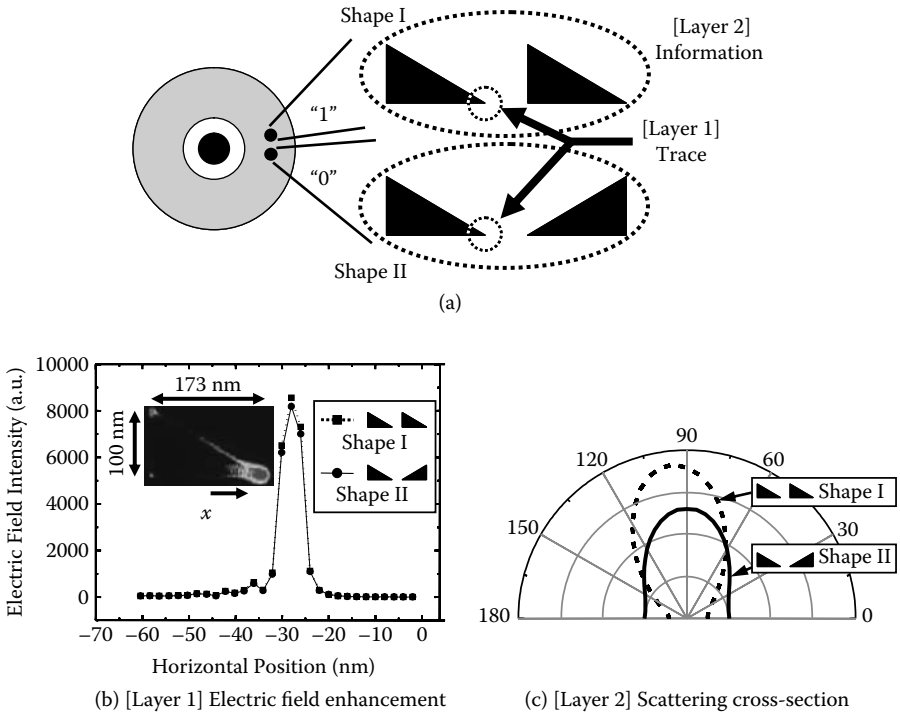 Shape I
[Layer 2]
Information
“1”
[Layer 1]
Trace
“0”
Shape II
(a)
Electric Field Intensity (a.u.)
10000
8000
6000
4000
2000
0
173 nm
100 nm
x
Shape I
Shape II
−70 −60 −50 −40 −30 −20 −10 0
Horizontal Position (nm)
(b) [Layer 1] Electric field enhancement
90
120 60
Shape I
150 30
Shape II
180 0
(c) [Layer 2] Scattering cross-section